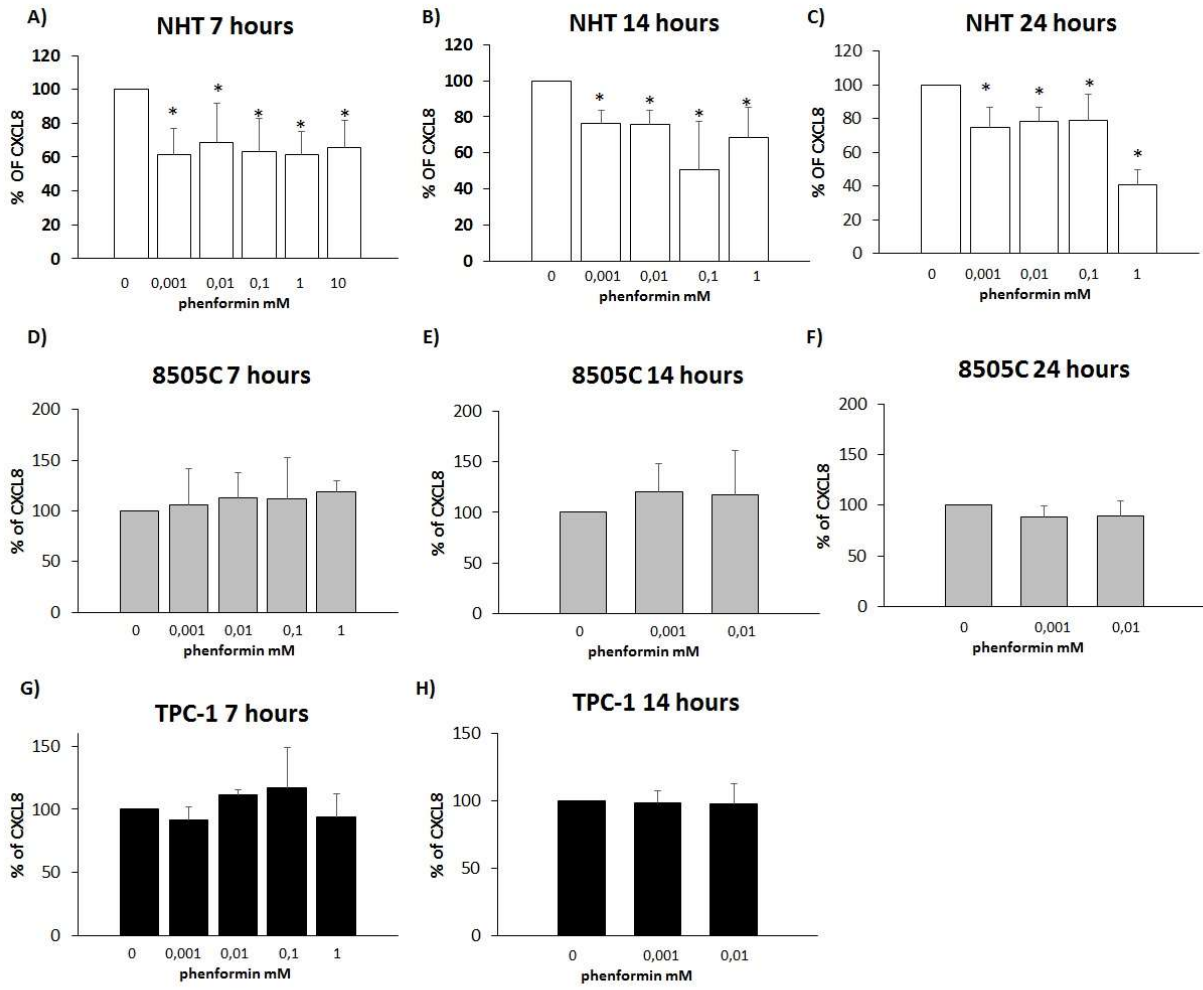 A)
NHT 7 hours
120
100
80
60
40
20
0
% OF CXCL8
* * * * *
0 0,001 0,01 0,1 1 10
phenformin mM
B)
NHT 14 hours
120
100
80
60
40
20
0
% OF CXCL8
* * * *
0 0,001 0,01 0,1 1
phenformin mM
C)
NHT 24 hours
120
100
80
60
40
20
0
% OF CXCL8
* * * *
0 0,001 0,01 0,1 1
phenformin mM
D)
8505C 7 hours
200
150
100
50
0
% of CXCL8
0 0,001 0,01 0,1 1
phenformin mM
E)
8505C 14 hours
200
150
100
50
0
% of CXCL8
0 0,001 0,01
phenformin mM
F)
8505C 24 hours
200
150
100
50
0
% of CXCL8
0 0,001 0,01
phenformin mM
G)
TPC-1 7 hours
150
100
50
0
% of CXCL8
0 0,001 0,01 0,1 1
phenformin mM
H)
TPC-1 14 hours
150
100
50
0
% of CXCL8
0 0,001 0,01
phenformin mM